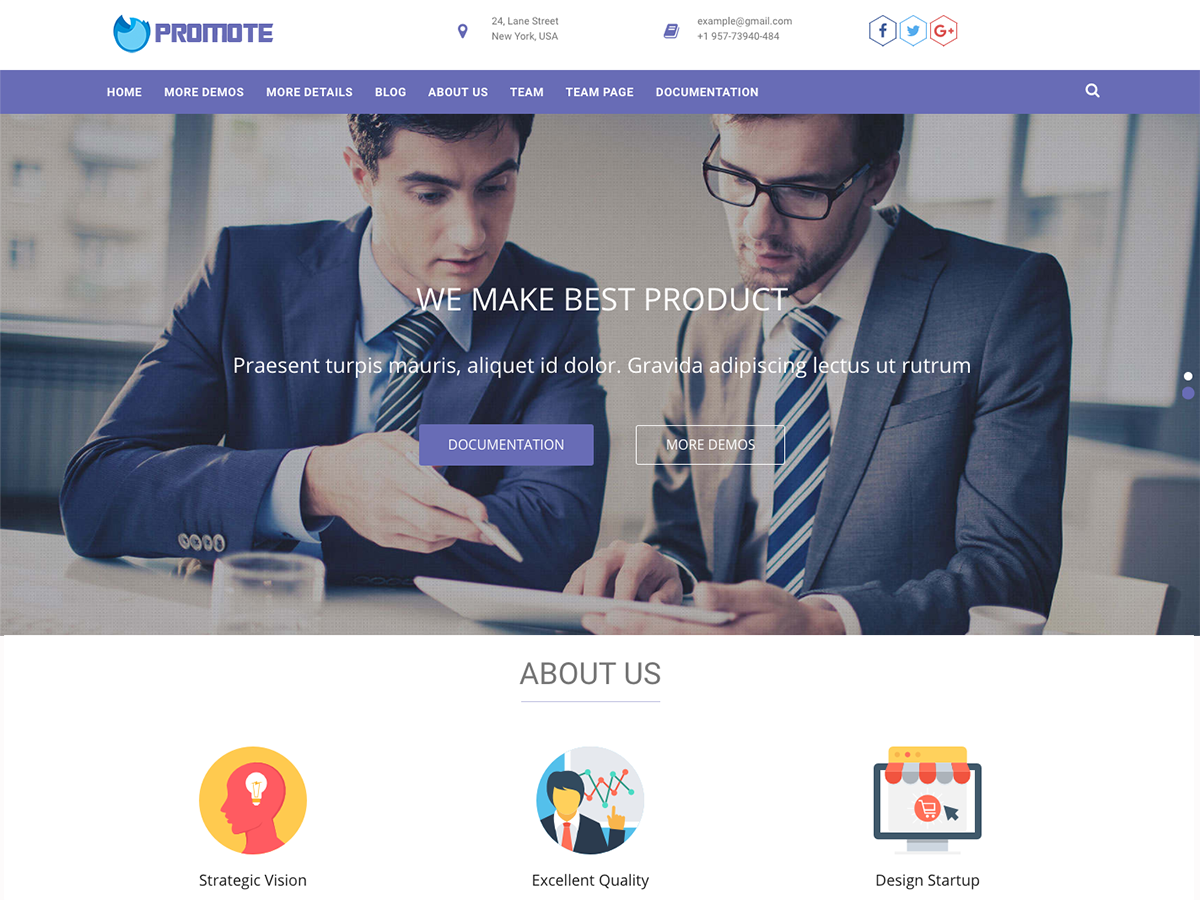 PROMOTE
24, Lane Street
New York, USA
example@gmail.com
+1 957-73940-484
f
G+
HOME MORE DEMOS MORE DETAILS BLOG ABOUT US TEAM TEAM PAGE DOCUMENTATION
WE MAKE BEST PRODUCT
Praesent turpis mauris, aliquet id dolor. Gravida adipiscing lectus ut rutrum
DOCUMENTATION MORE DEMOS
ABOUT US
Strategic Vision Excellent Quality Design Startup